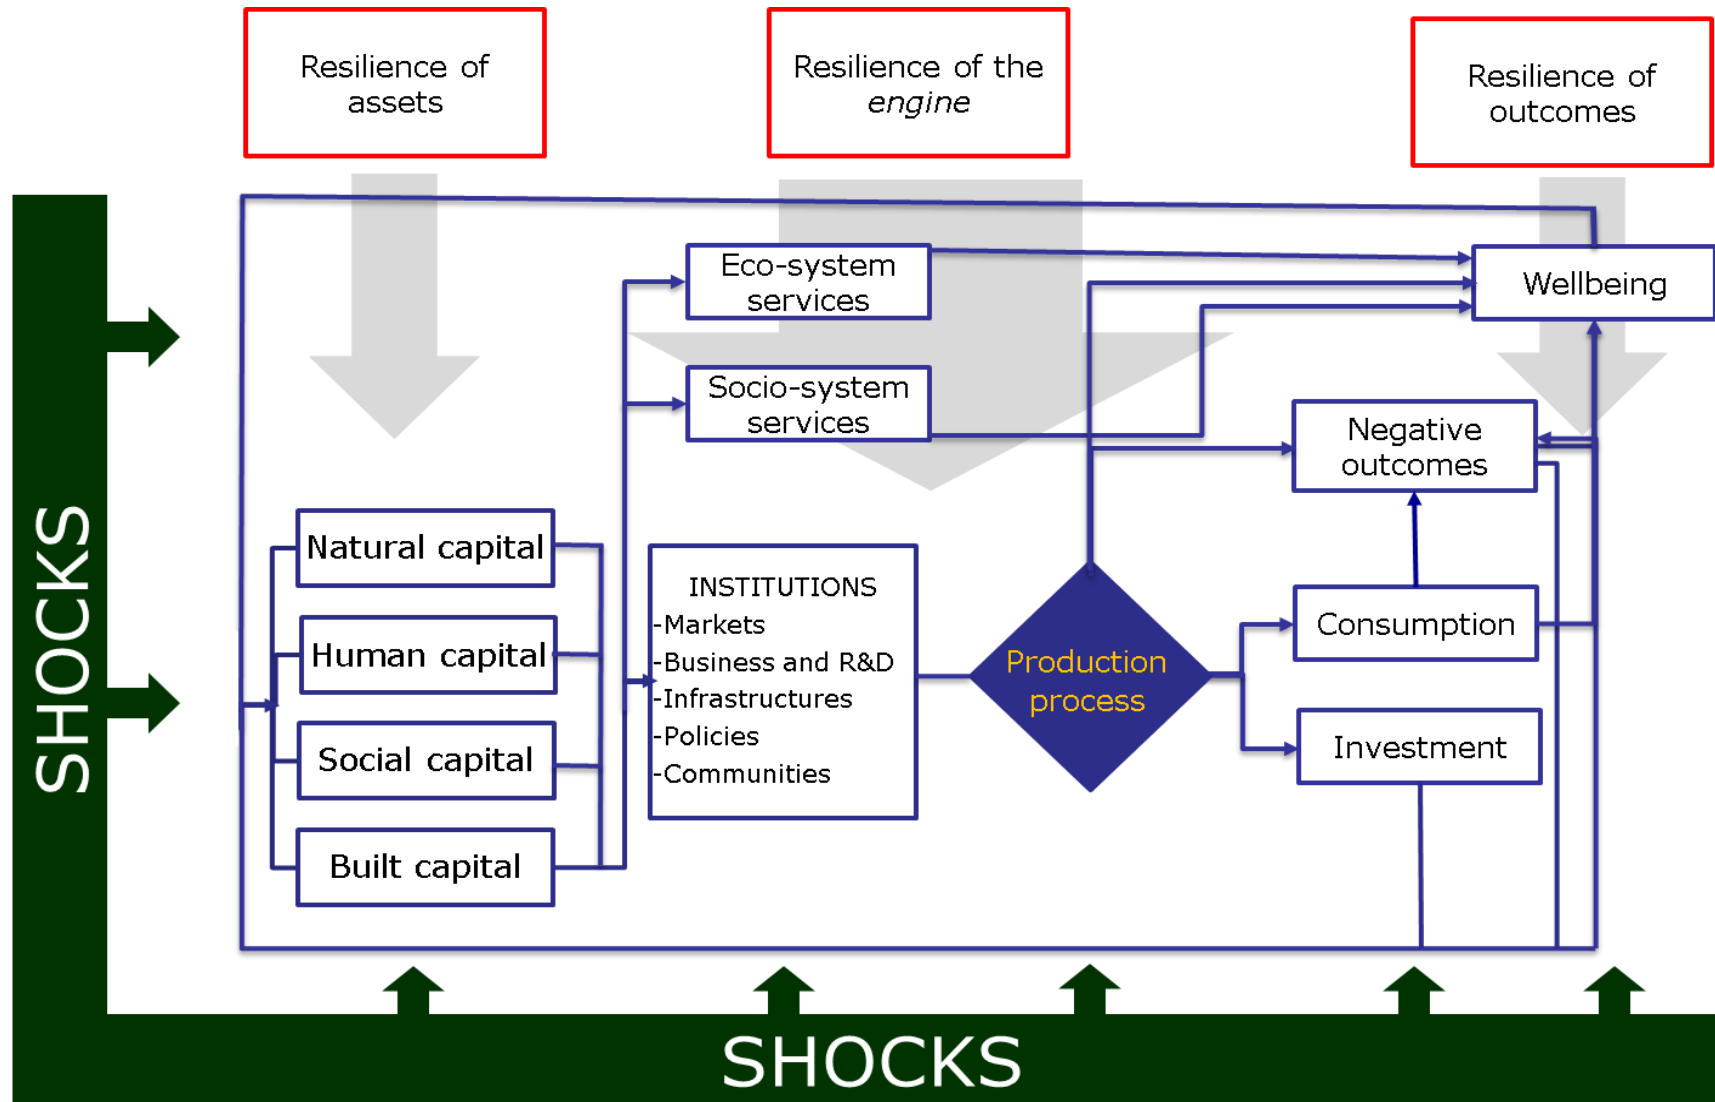 Resilience of
assets
Resilience of the
engine
Resilience of
outcomes
SHOCKS
Eco-system
services
Wellbeing
Socio-system
services
Negative
outcomes
Natural capital
Human capital
Social capital
Built capital
INSTITUTIONS
-Markets
-Business and R&D
-Infrastructures
-Policies
-Communities
Production
process
Consumption
Investment
SHOCKS